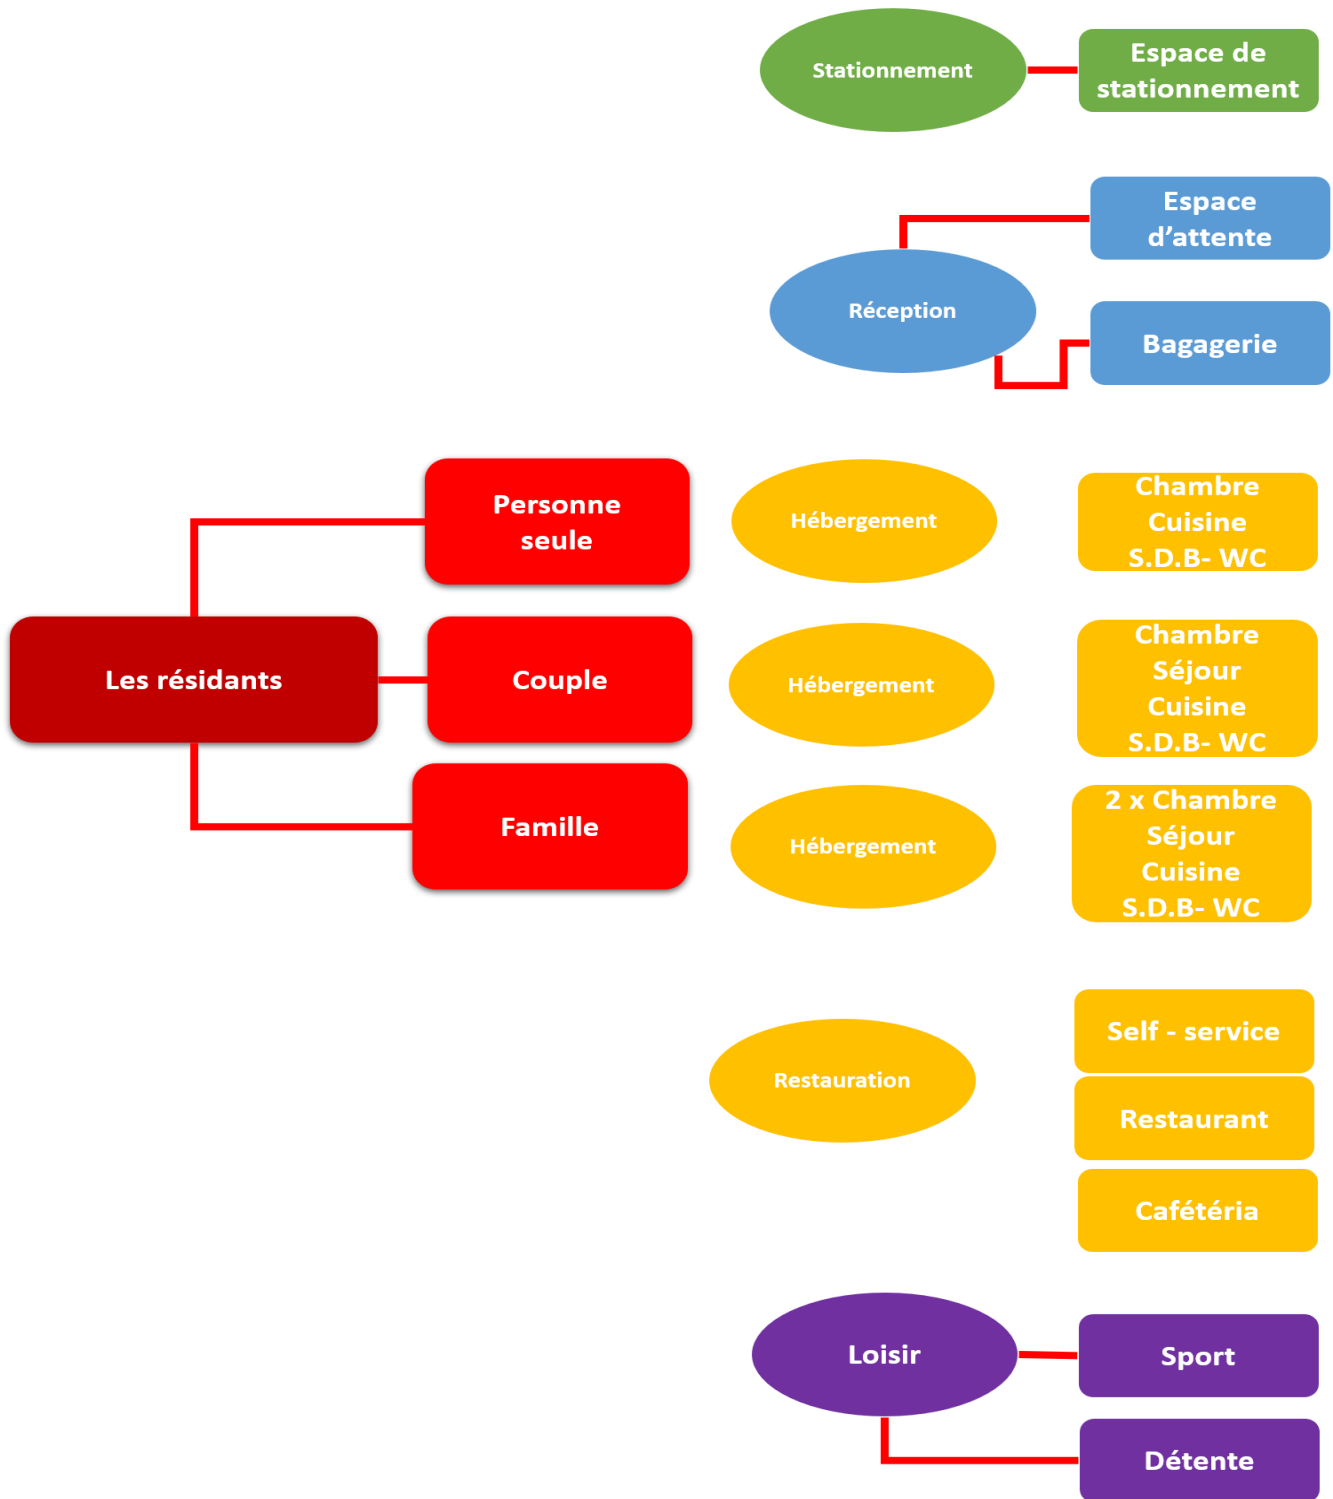 Stationnement
Espace de
stationnement
Espace
d’attente
Réception
Bagagerie
Personne
seule
Hébergement
Chambre
Cuisine
S.D.B- WC
Les résidants
Couple
Hébergement
Chambre
Séjour
Cuisine
S.D.B- WC
Famille
Hébergement
2 x Chambre
Séjour
Cuisine
S.D.B- WC
Restauration
Self - service
Restaurant
Cafétéria
Loisir
Sport
Détente